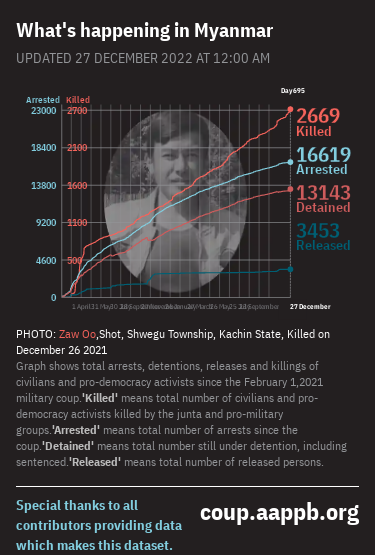 What's happening in Myanmar
UPDATED 27 DECEMBER 2022 AT 12:00 AM
Day695
Arrested Killed
23000 2700
2669
Killed
18400 2100
16619
Arrested
13800 1600
13143
Detained
9200 1100
3453
Released
4600 500
0
1 April 31 May 27 December
PHOTO: Zaw Oo,Shot, Shwegu Township, Kachin State, Killed on
December 26 2021
Graph shows total arrests, detentions, releases and killings of
civilians and pro-democracy activists since the February 1,2021
military coup.'Killed' means total number of civilians and pro-
democracy activists killed by the junta and pro-military
groups.'Arrested' means total number of arrests since the
coup.'Detained' means total number still under detention, including
sentenced.'Released' means total number of released persons.
Special thanks to all
contributors providing data
which makes this dataset.
coup.aappb.org